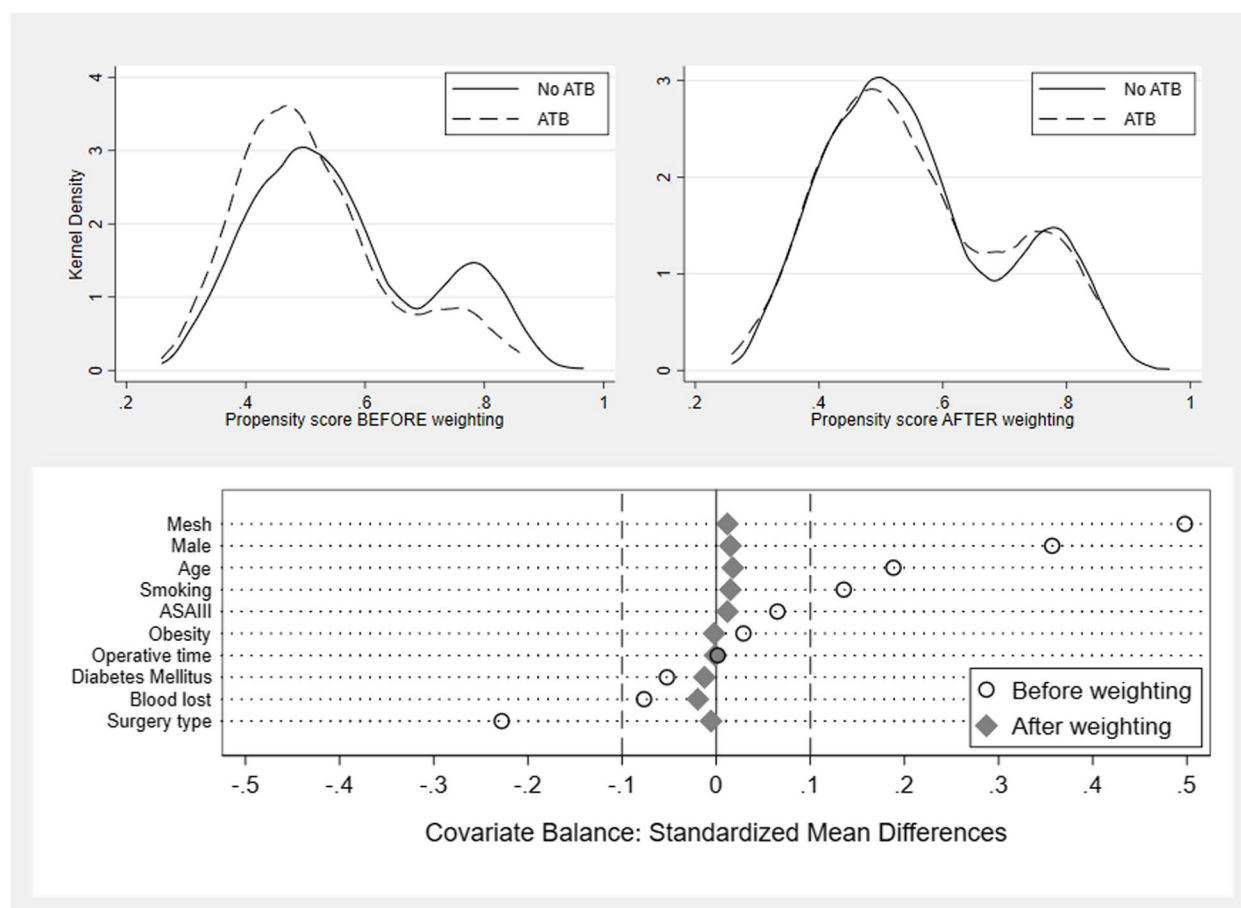 No ATB
ATB
Kernel Density
4
3
2
1
0
.2
.4
.6
.8
1
Propensity score BEFORE weighting
No ATB
ATB
3
2
1
0
.2
.4
.6
.8
1
Propensity score AFTER weighting
Mesh
Male
Age
Smoking
ASAIII
Obesity
Operative time
Diabetes Mellitus
Blood lost
Surgery type
Before weighting
After weighting
-.5 -.4 -.3 -.2 -.1 0 .1 .2 .3 .4 .5
Covariate Balance: Standardized Mean Differences